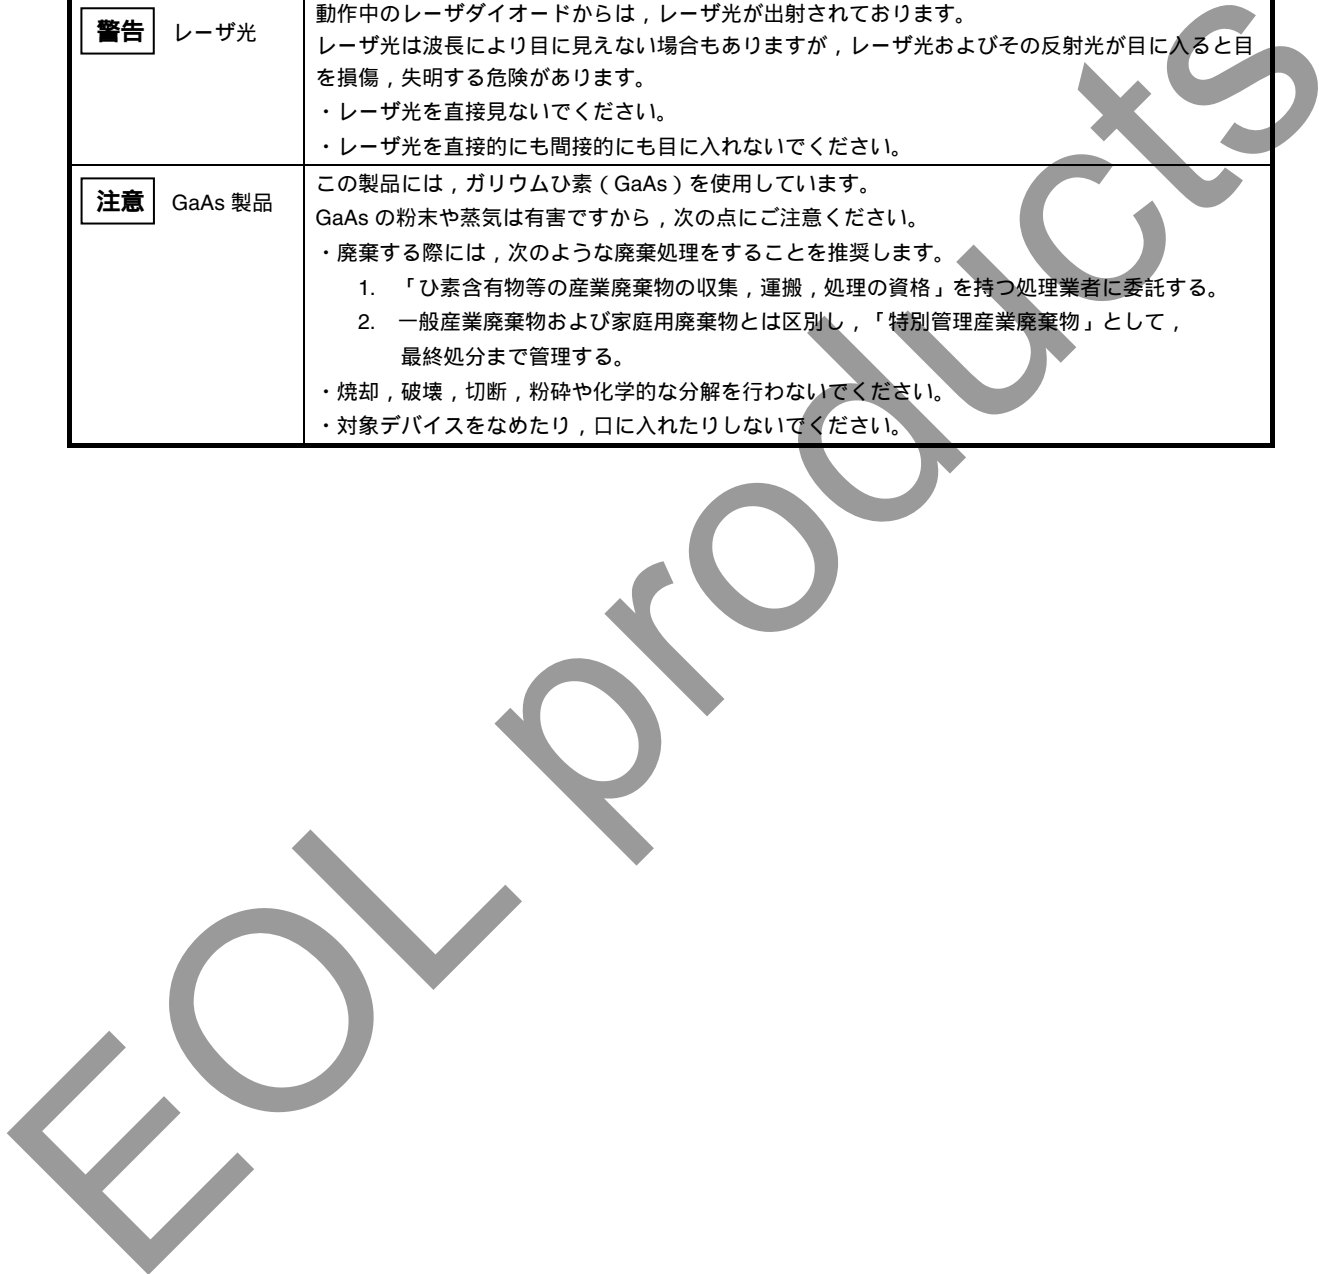 警告 レーザ光
動作中のレーザダイオードからは，レーザ光が出射されております。
レーザ光は波長により目に見えない場合もありますが，レーザ光およびその反射光が目に入ると目
を損傷，失明する危険があります。
・レーザ光を直接見ないでください。
・レーザ光を直接的にも間接的にも目に入れないでください。
注意 GaAs 製品
この製品には，ガリウムひ素（GaAs）を使用しています。
GaAs の粉末や蒸気は有害ですから，次の点にご注意ください。
・廃棄する際には，次のような廃棄処理をすることを推奨します。
1. 「ひ素含有物等の産業廃棄物の収集，運搬，処理の資格」を持つ処理業者に委託する。
2. 一般産業廃棄物および家庭用廃棄物とは区別し，「特別管理産業廃棄物」として，
最終処分まで管理する。
・焼却，破壊，切断，粉砕や化学的な分解を行わないでください。
・対象デバイスをなめたり，口に入れたりしないでください。
EOL products